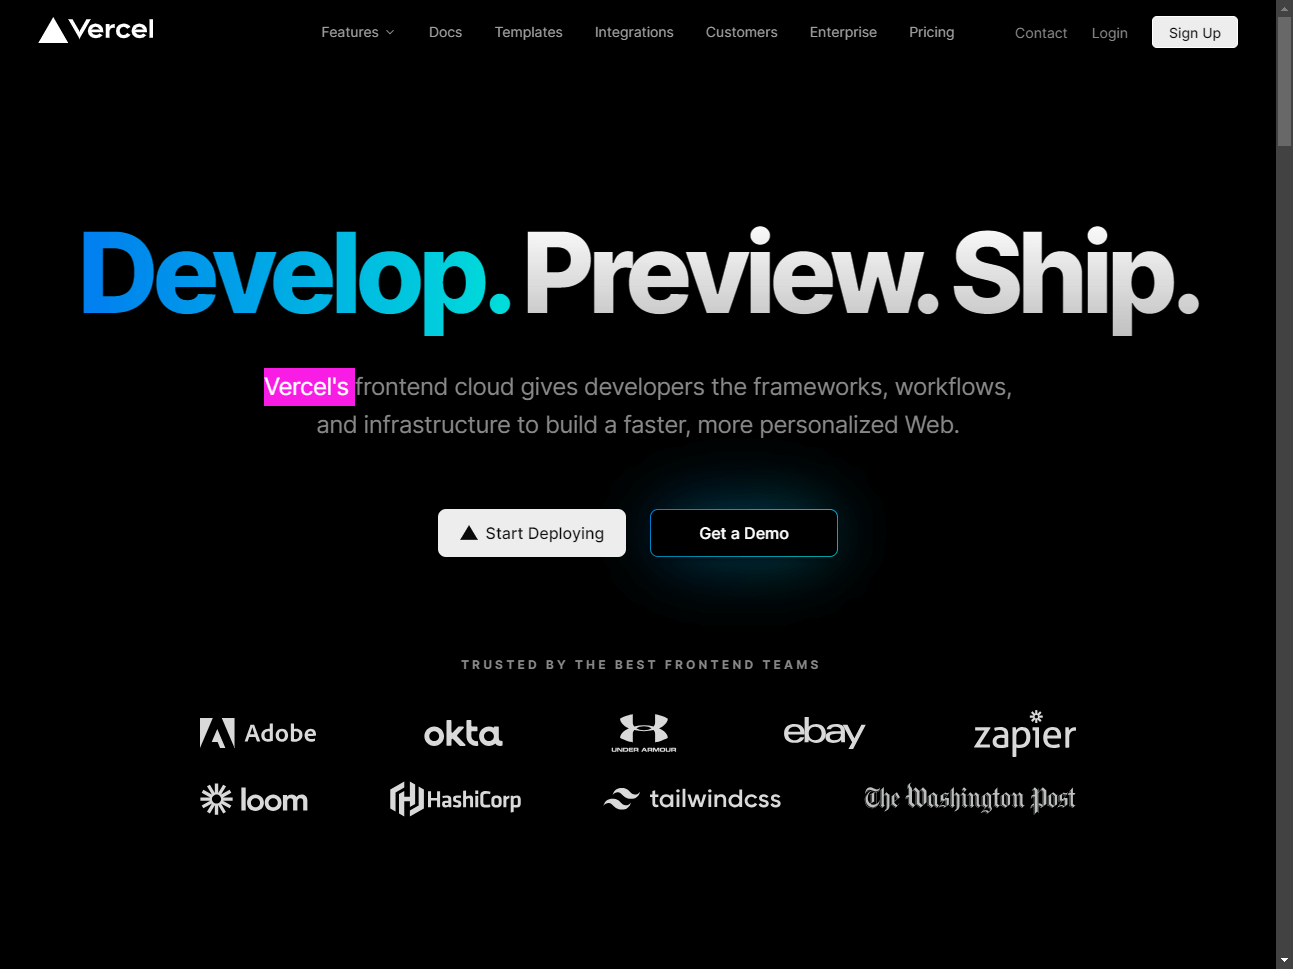 Vercel
Features
Docs
Templates
Integrations
Customers
Enterprise
Pricing
Contact
Login
Sign Up
Develop. Preview. Ship.
Vercel's frontend cloud gives developers the frameworks, workflows,
and infrastructure to build a faster, more personalized Web.
Start Deploying
Get a Demo
TRUSTED BY THE BEST FRONTEND TEAMS
Adobe
okta
UNDER ARMOUR
ebay
zapier
loom
HashiCorp
tailwindcss
The Washington Post